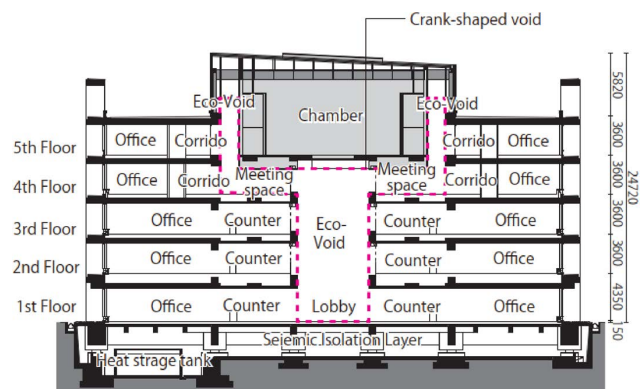 Crank-shaped void
Eco-Void
Chamber
Eco-Void
5820
5th Floor
Office
Corrido
Corrido
Office
3600
4th Floor
Office
Corrido
Meeting
space
Meeting
space
Corrido
Office
3600
24720
3rd Floor
Office
Counter
Eco-
Void
Counter
Office
3600
2nd Floor
Office
Counter
Counter
Office
3600
1st Floor
Office
Counter
Lobby
Counter
Office
4350
150
Seiemic Isolation Layer
Heat strage tank